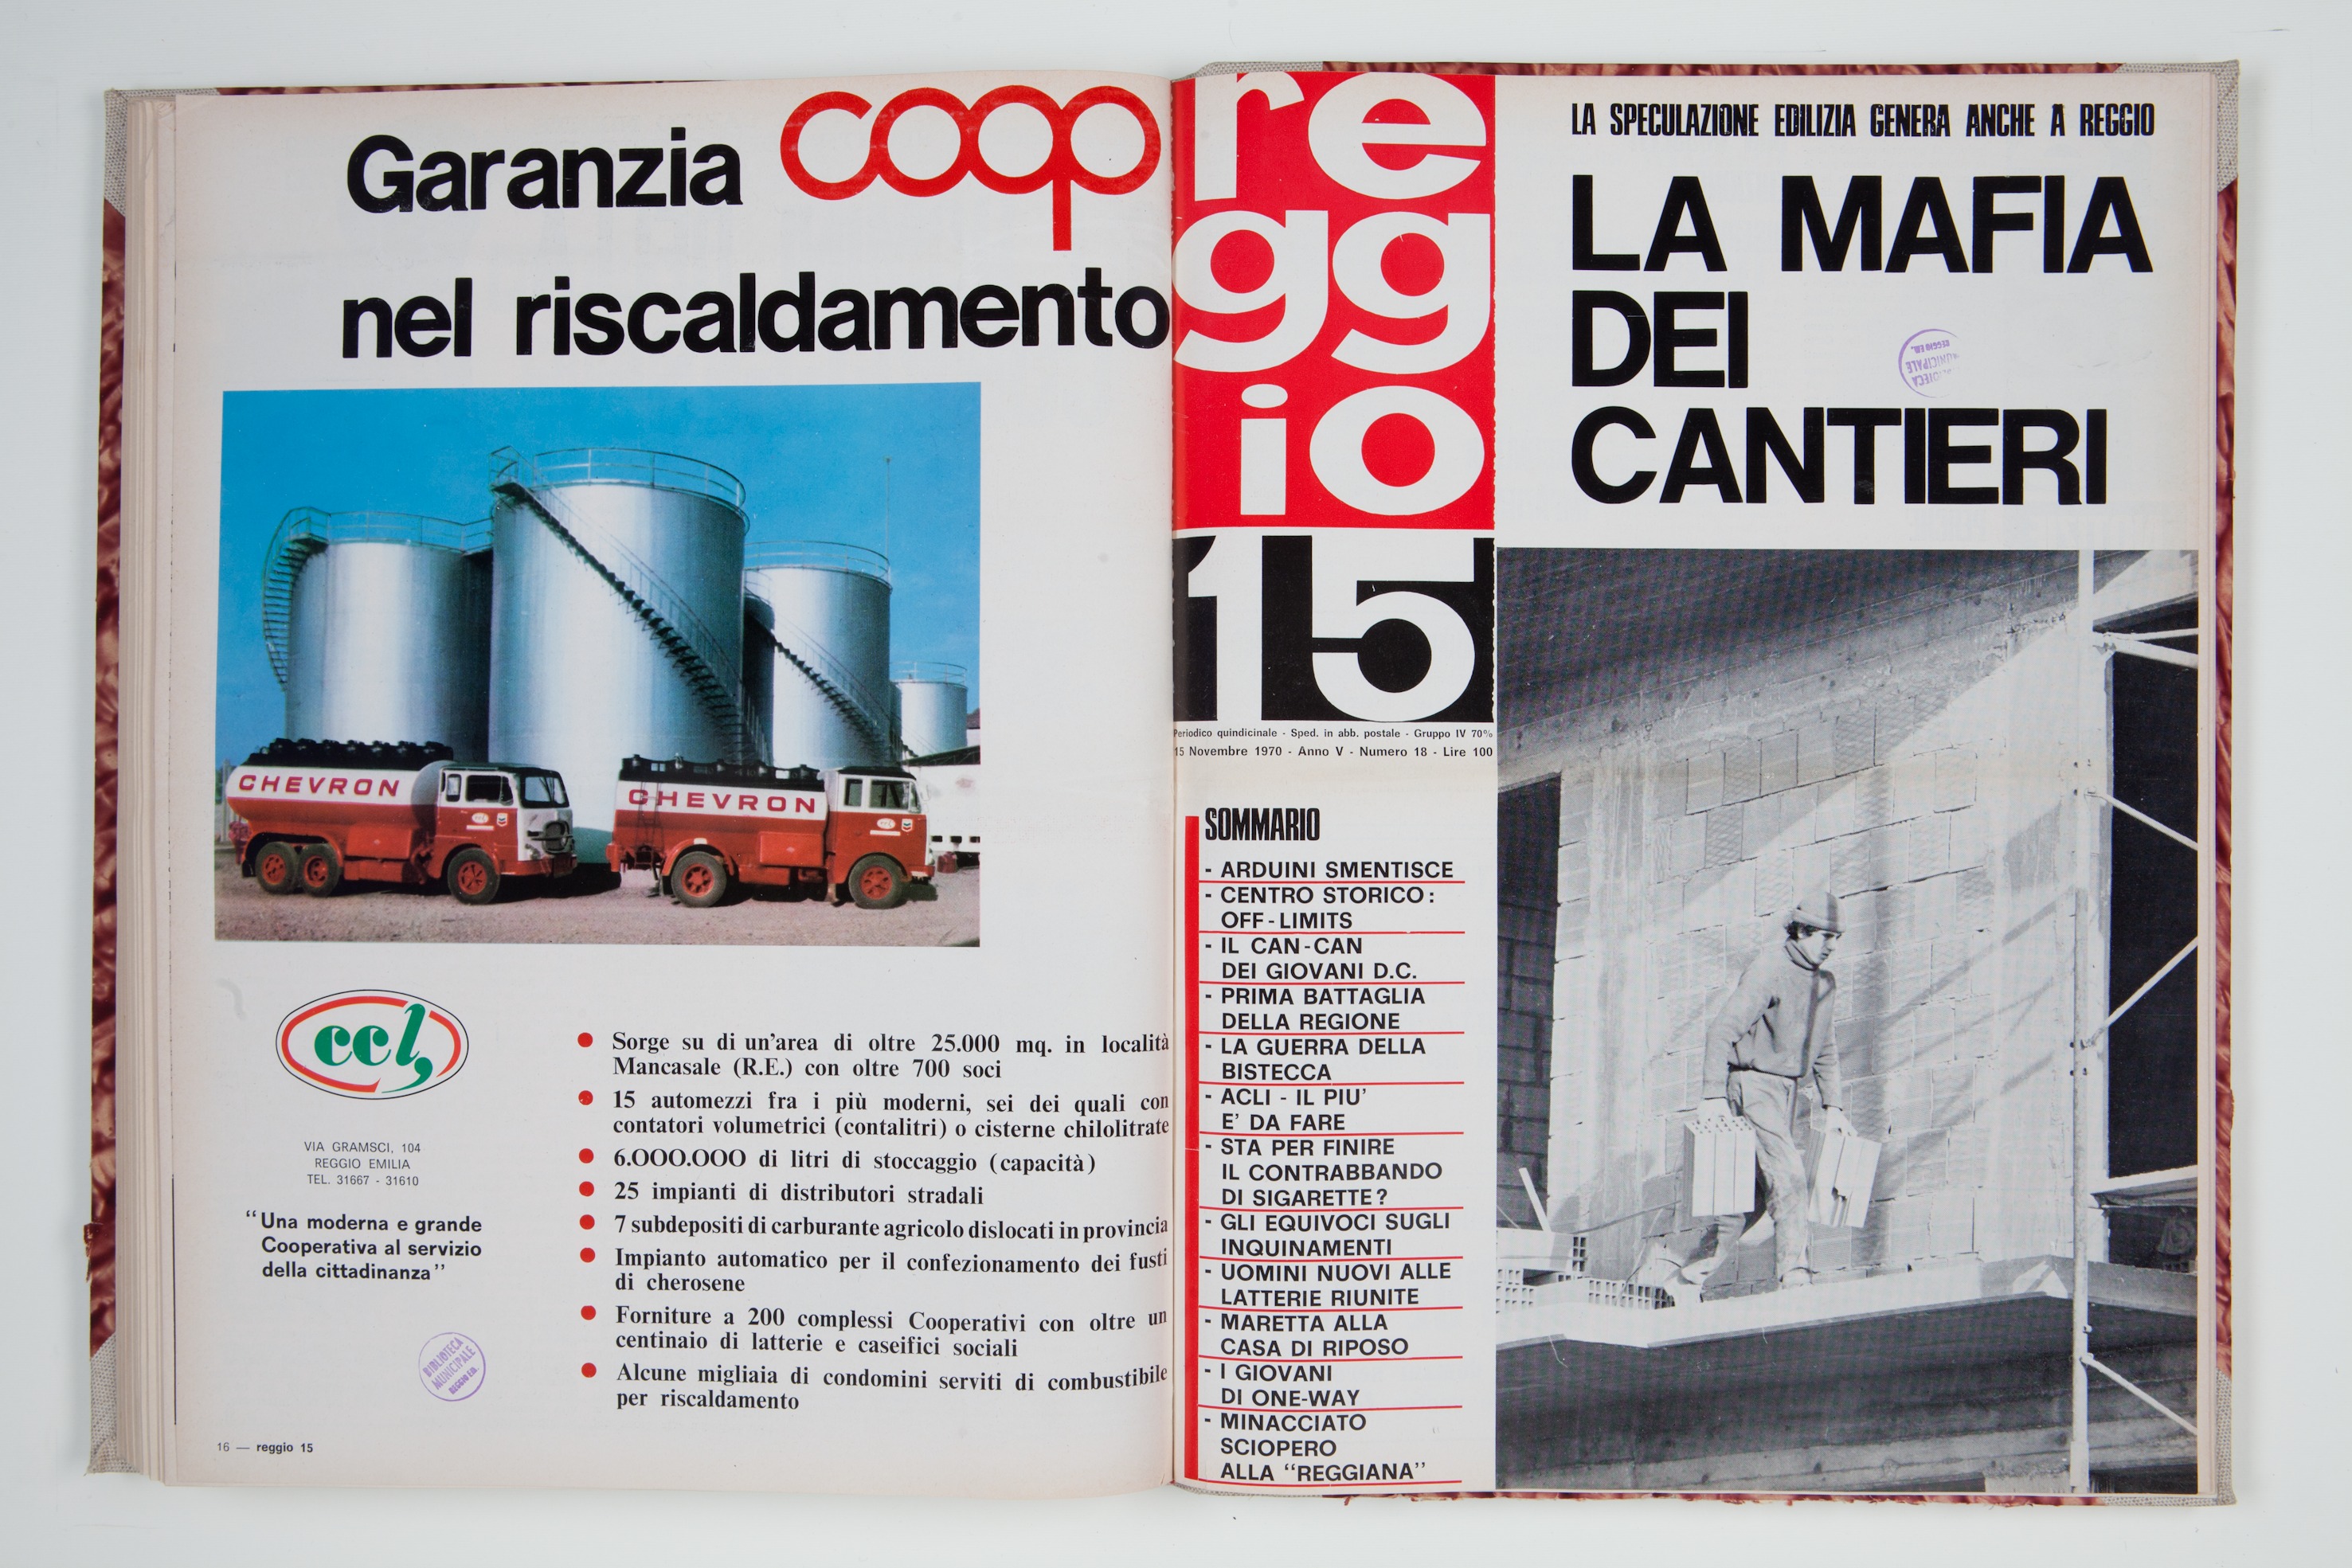 Garanzia coop
nel riscaldamento
CHEVRON
CHEVRON
ccl
VIA GRAMSCI, 104
REGGIO EMILIA
TEL. 31667 - 31610
“Una moderna e grande
Cooperativa al servizio
della cittadinanza”
BIBLIOTECA
MUNICIPALE
REGGIO EM.
Sorge su di un'area di oltre 25.000 mq. in località
Mancasale (R.E.) con oltre 700 soci
15 automezzi fra i più moderni, sei dei quali con
contatori volumetrici (contalitri) o cisterne chilolitrate
6.000.000 di litri di stoccaggio (capacità)
25 impianti di distributori stradali
7 subdepositi di carburante agricolo dislocati in provincia
Impianto automatico per il confezionamento dei fusti
di cherosene
Forniture a 200 complessi Cooperativi con oltre un
centinaio di latterie e caseifici sociali
Alcune migliaia di condomini serviti di combustibile
per riscaldamento
16 — reggio 15
re
gg
io
15
Periodico quindicinale - Sped. in abb. postale - Gruppo IV 70%
15 Novembre 1970 - Anno V - Numero 18 - Lire 100
SOMMARIO
- ARDUINI SMENTISCE
- CENTRO STORICO:
OFF-LIMITS
- IL CAN-CAN
DEI GIOVANI D.C.
- PRIMA BATTAGLIA
DELLA REGIONE
- LA GUERRA DELLA
BISTECCA
- ACLI - IL PIU'
E' DA FARE
- STA PER FINIRE
IL CONTRABBANDO
DI SIGARETTE?
- GLI EQUIVOCI SUGLI
INQUINAMENTI
- UOMINI NUOVI ALLE
LATTERIE RIUNITE
- MARETTA ALLA
CASA DI RIPOSO
- I GIOVANI
DI ONE-WAY
- MINACCIATO
SCIOPERO
ALLA “REGGIANA”
LA SPECULAZIONE EDILIZIA GENERA ANCHE A REGGIO
LA MAFIA
DEI
CANTIERI